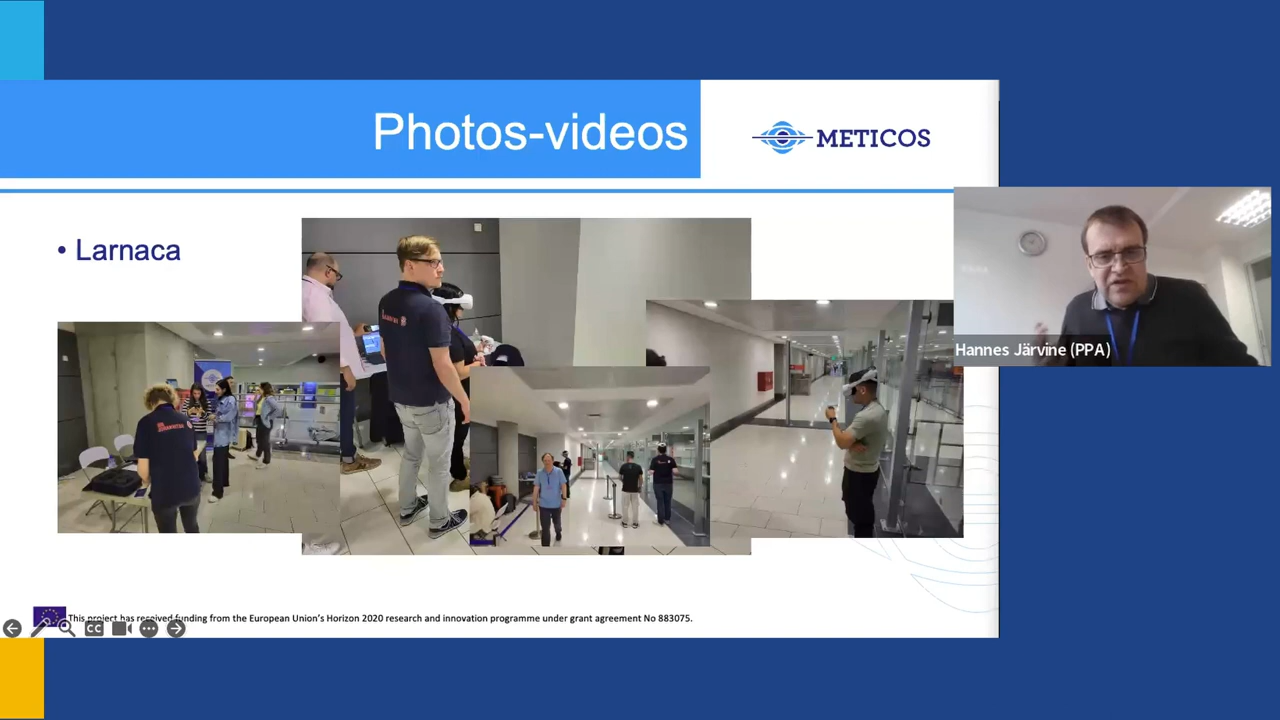 Photos-videos
METICOS
• Larnaca
Hannes Järvine (PPA)
This project has received funding from the European Union's Horizon 2020 research and innovation programme under grant agreement No 883075.
CC